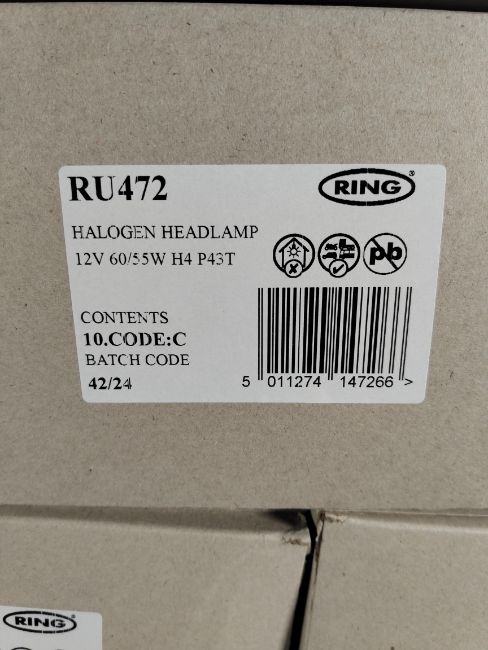 RU472
RING®
HALOGEN HEADLAMP
12V 60/55W H4 P43T
pb
CONTENTS
10.CODE:C
BATCH CODE
42/24
5 011274 147266 >
RING